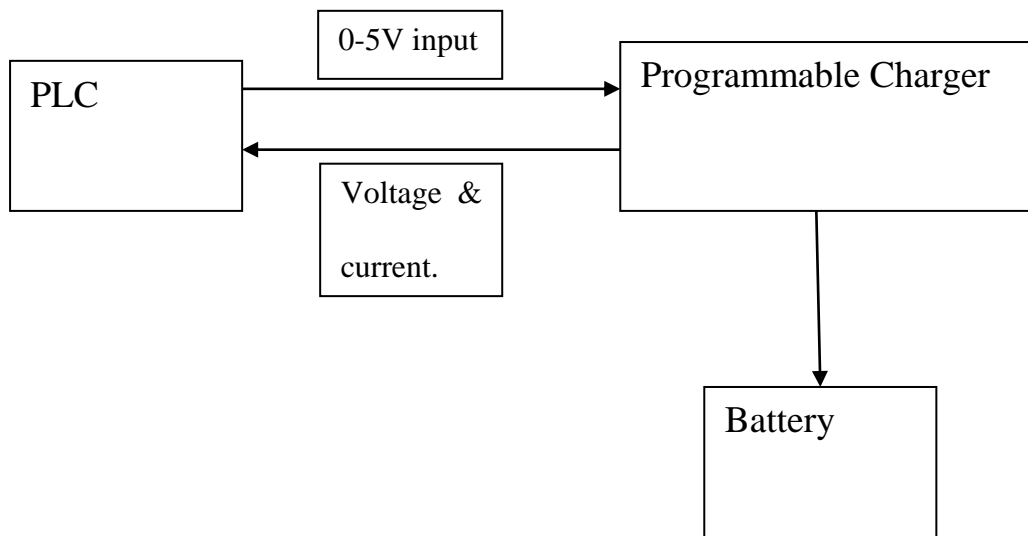 0-5V input
PLC
Programmable Charger
Voltage &
current.
Battery